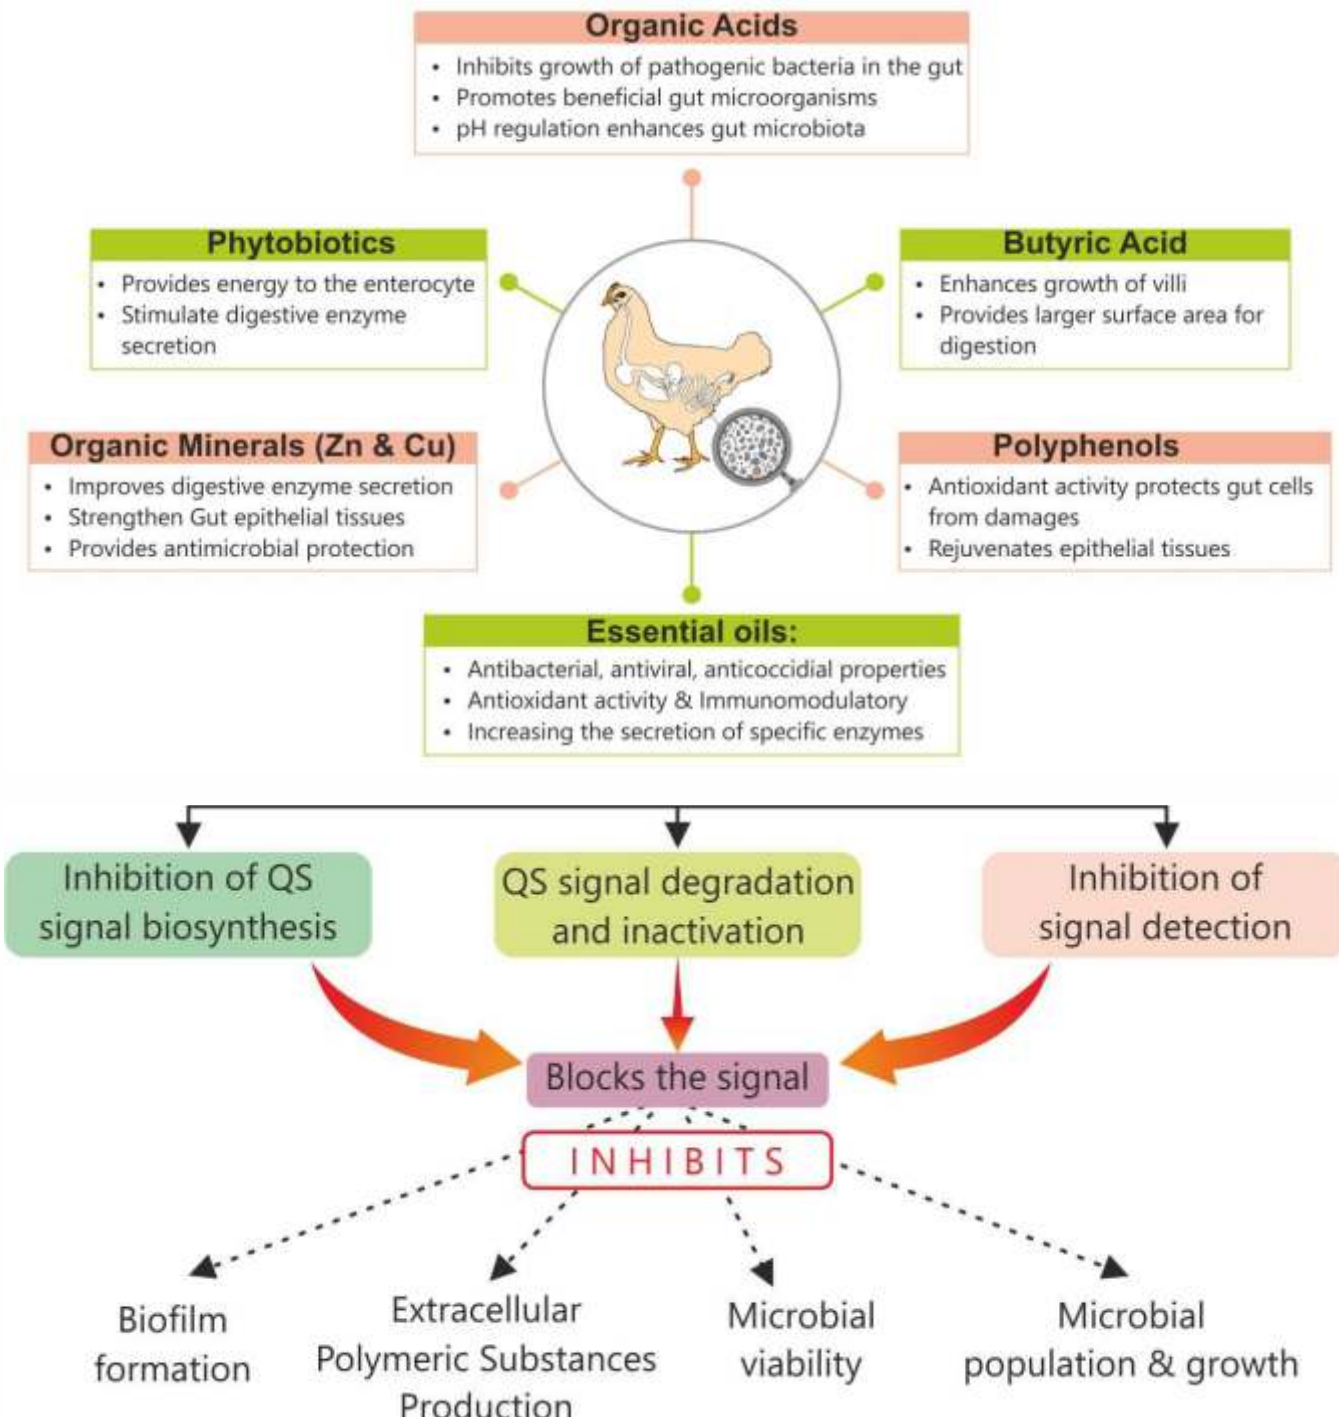 Organic Acids
• Inhibits growth of pathogenic bacteria in the gut
• Promotes beneficial gut microorganisms
• pH regulation enhances gut microbiota
Phytobiotics
• Provides energy to the enterocyte
• Stimulate digestive enzyme
secretion
Butyric Acid
• Enhances growth of villi
• Provides larger surface area for
digestion
Organic Minerals (Zn & Cu)
• Improves digestive enzyme secretion
• Strengthen Gut epithelial tissues
• Provides antimicrobial protection
Polyphenols
• Antioxidant activity protects gut cells
from damages
• Rejuvenates epithelial tissues
Essential oils:
• Antibacterial, antiviral, anticoccidial properties
• Antioxidant activity & Immunomodulatory
• Increasing the secretion of specific enzymes
Inhibition of QS
signal biosynthesis
QS signal degradation
and inactivation
Inhibition of
signal detection
Blocks the signal
INHIBITS
Biofilm
formation
Extracellular
Polymeric Substances
Production
Microbial
viability
Microbial
population & growth